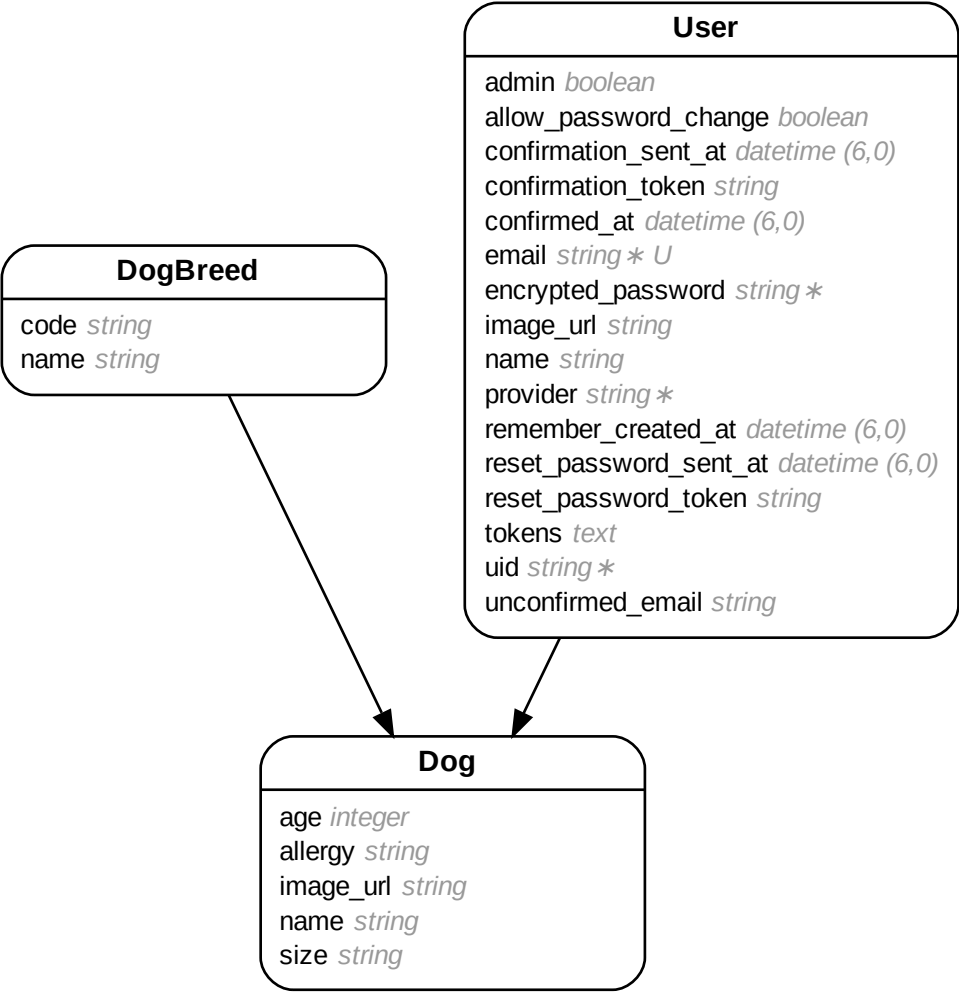 User
admin boolean
allow_password_change boolean
confirmation_sent_at datetime (6,0)
confirmation_token string
confirmed_at datetime (6,0)
email string∗ U
encrypted_password string∗
image_url string
name string
provider string∗
remember_created_at datetime (6,0)
reset_password_sent_at datetime (6,0)
reset_password_token string
tokens text
uid string∗
unconfirmed_email string
DogBreed
code string
name string
Dog
age integer
allergy string
image_url string
name string
size string